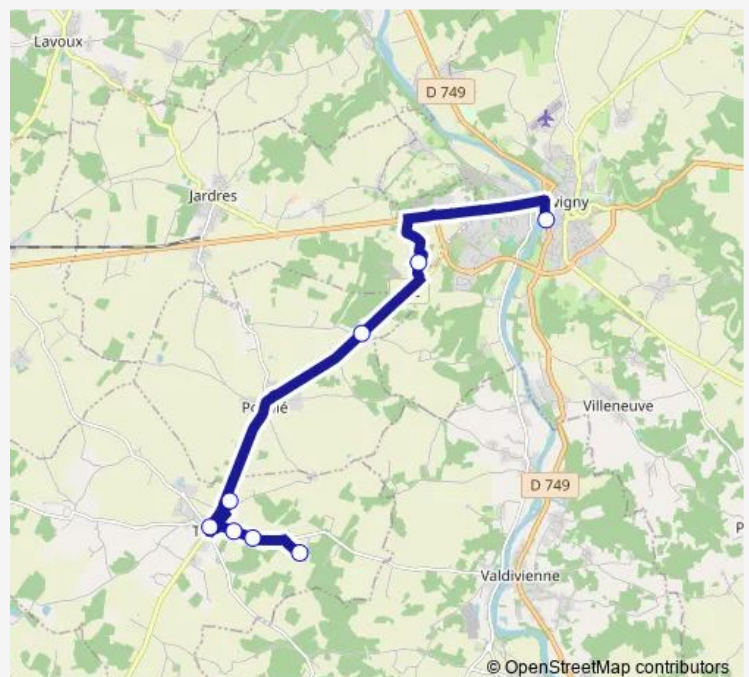 Lavoux
D 749
Jardres
vigny
Villeneuve
D 749
Valdivienne
© OpenStreetMap contributors